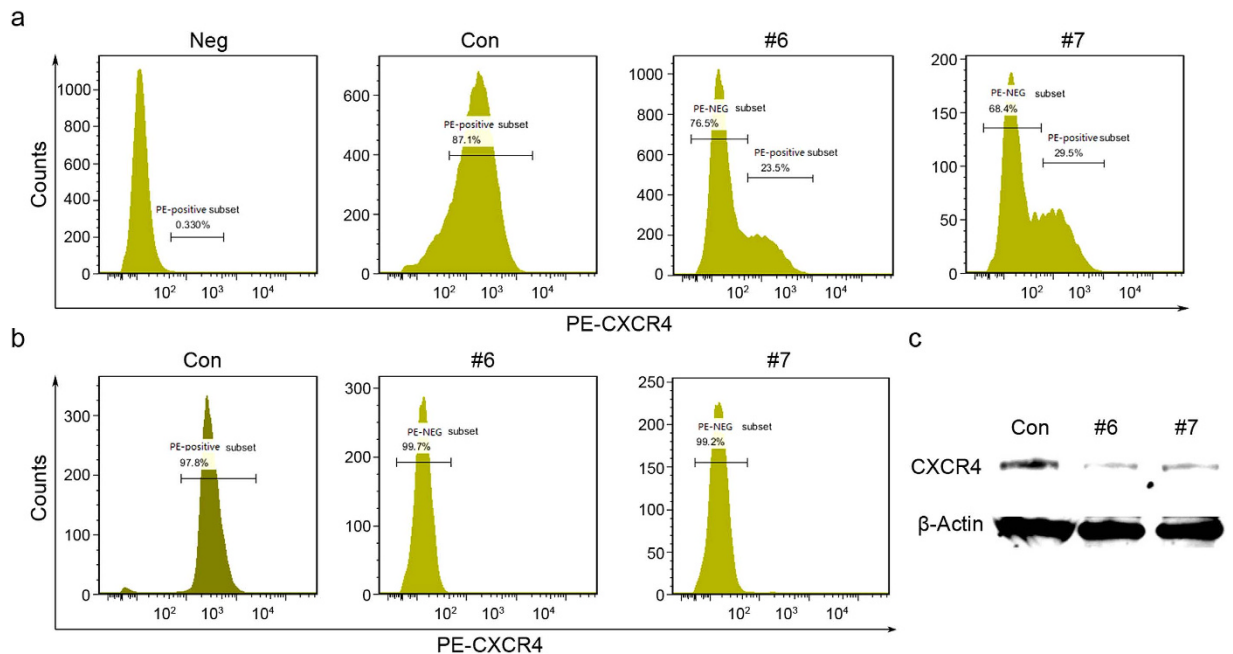 a
Neg
Con
#6
#7
Counts
1000
800
600
400
200
0
PE-positive subset
0.330%
10² 10³ 10⁴
600
400
200
0
PE-positive subset
87.1%
10² 10³ 10⁴
1000
800
600
400
200
0
PE-NEG subset
76.5%
PE-positive subset
23.5%
10² 10³ 10⁴
200
150
100
50
0
PE-NEG subset
68.4%
PE-positive subset
29.5%
10² 10³ 10⁴
PE-CXCR4
b
Con
#6
#7
Counts
300
200
100
0
PE-positive subset
97.8%
10² 10³ 10⁴
300
200
100
0
PE-NEG subset
99.7%
10² 10³ 10⁴
250
200
150
100
50
0
PE-NEG subset
99.2%
10² 10³ 10⁴
PE-CXCR4
c
Con #6 #7
CXCR4
β-Actin